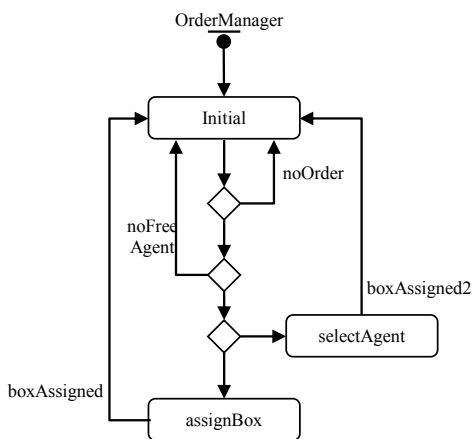 OrderManager
Initial
noOrder
noFree
Agent
boxAssigned2
selectAgent
boxAssigned
assignBox